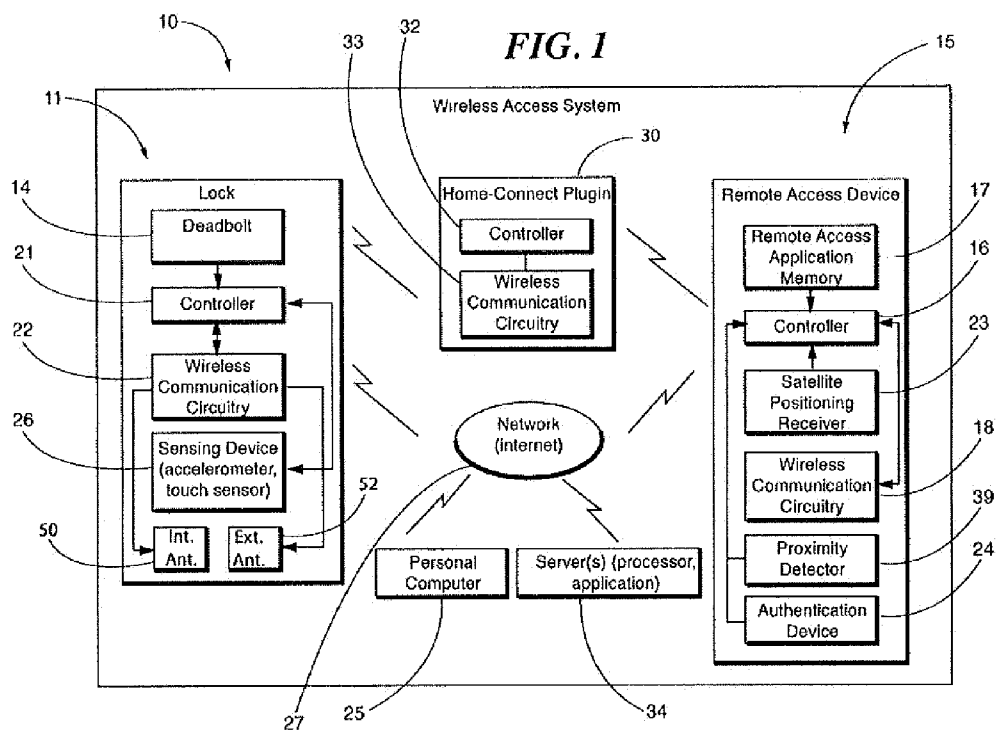 FIG. 1
10
33
32
15
11
Wireless Access System
30
14
Lock
Deadbolt
21
Controller
22
Wireless
Communication
Circuitry
26
Sensing Device
(accelerometer,
touch sensor)
52
50
Int.
Ant.
Ext.
Ant.
Home-Connect Plugin
Controller
Wireless
Communication
Circuitry
Network
(internet)
Personal
Computer
Server(s) (processor,
application)
27
25
34
Remote Access Device
17
Remote Access
Application
Memory
16
Controller
23
Satellite
Positioning
Receiver
18
Wireless
Communication
Circuitry
39
Proximity
Detector
24
Authentication
Device